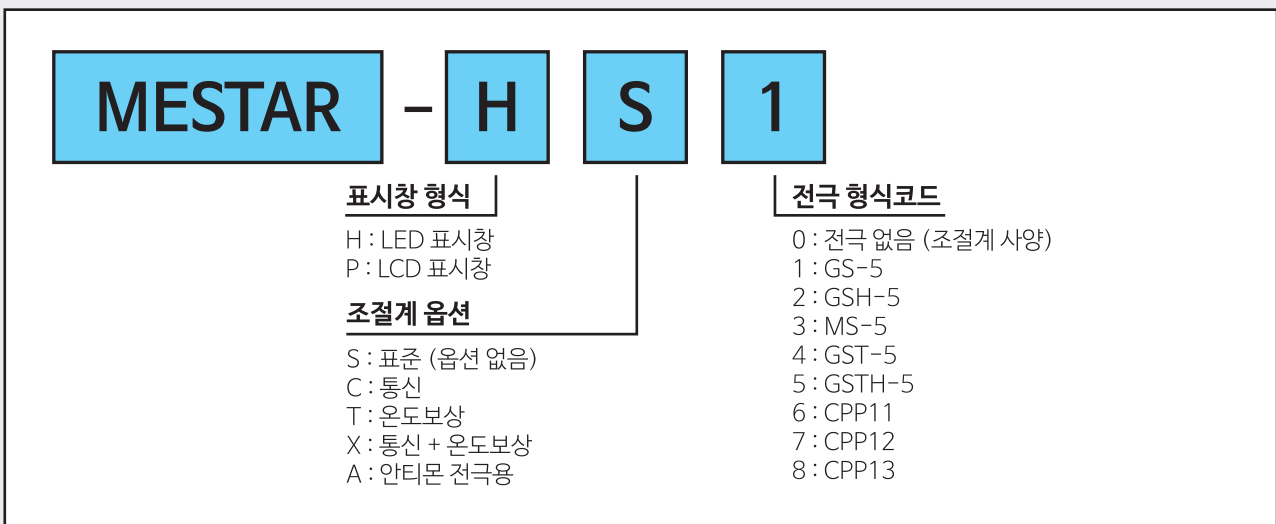 MESTAR - H S 1
표시창 형식
H : LED 표시창
P : LCD 표시창
조절계 옵션
S : 표준 (옵션 없음)
C : 통신
T : 온도보상
X : 통신 + 온도보상
A : 안티몬 전극용
전극 형식코드
0 : 전극 없음 (조절계 사양)
1 : GS-5
2 : GSH-5
3 : MS-5
4 : GST-5
5 : GSTH-5
6 : CPP11
7 : CPP12
8 : CPP13